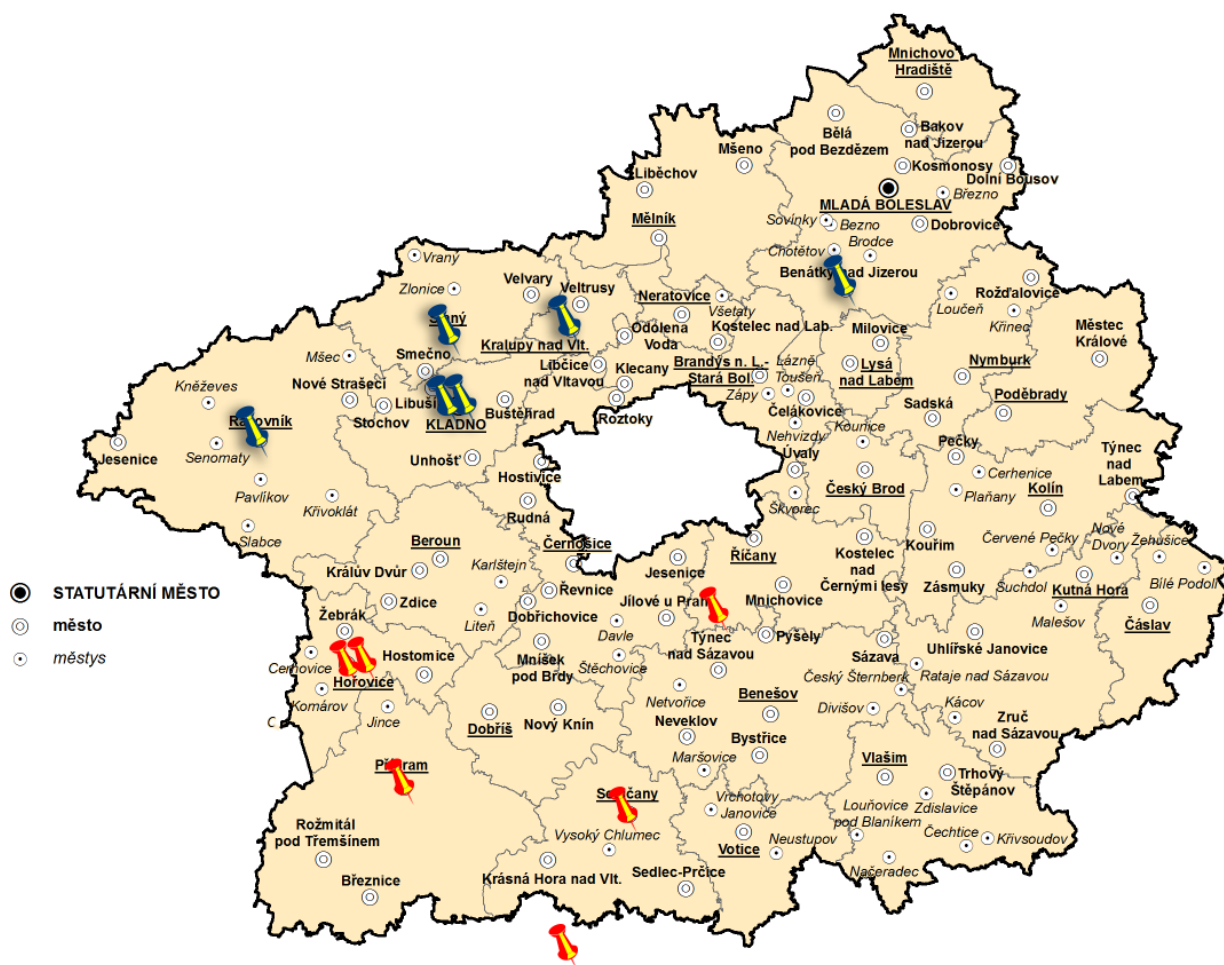 Mnichovo
Hradiště
Bělá
pod Bezdězem
Bakov
nad Jizerou
Mšeno
Kosmonosy
Dolní Bousov
Liběchov
Březno
MLADÁ BOLESLAV
Mělník
Sovínky
Bezno
Dobrovice
Brodce
Chotětov
Vraný
Benátky nad Jizerou
Velvary
Zlonice
Veltrusy
Neratovice
Všetaty
Rožďalovice
Loučeň
Křinec
Odolena
Voda
Kostelec nad Lab.
Milovice
Městec
Králové
Kralupy nad Vlt.
Smečno
Mšec
Libčice
nad Vltavou
Klecany
Brandýs n. L.-
Stará Bol.
Lázně
Toušeň
Lysá
nad Labem
Nymburk
Kněževes
Nové Strašecí
Libušín
Buštěhrad
Zápy
Poděbrady
Stochov
KLADNO
Roztoky
Čelákovice
Sadská
Nehvizdy
Kounice
Jesenice
Senomaty
Unhošť
Úvaly
Pečky
Týnec
nad
Labem
Hostivice
Cerhenice
Pavlíkov
Český Brod
Plaňany
Kolín
Křivoklát
Škvorec
Rudná
Slabce
Beroun
Černošice
Říčany
Kostelec
nad
Černými lesy
Kouřim
Červené Pečky
Nové
Dvory
Žehušice
Králův Dvůr
Karlštejn
Jesenice
Zásmuky
Suchdol
Bílé Podolí
STATUTÁRNÍ MĚSTO
Řevnice
Mnichovice
Kutná Hora
Zdice
Jílové u Prah
Malešov
Čáslav
město
Žebrák
Liteň
Dobřichovice
Davle
Týnec
nad Sázavou
Pyšely
městys
Hostomice
Mníšek
pod Brdy
Štěchovice
Sázava
Uhlířské Janovice
Hořovice
Český Šternberk
Rataje nad Sázavou
Komárov
Netvořice
Benešov
Divišov
Kácov
Jince
Dobříš
Nový Knín
Neveklov
Zruč
nad Sázavou
Bystřice
Maršovice
Vlašim
Trhový
Štěpánov
Vrchotovy
Janovice
Louňovice
pod Blaníkem
Zdislavice
Vysoký Chlumec
Čechtice
Křivsoudov
Rožmitál
pod Třemšínem
Votice
Neustupov
Načeradec
Březnice
Krásná Hora nad Vlt.
Sedlec-Prčice